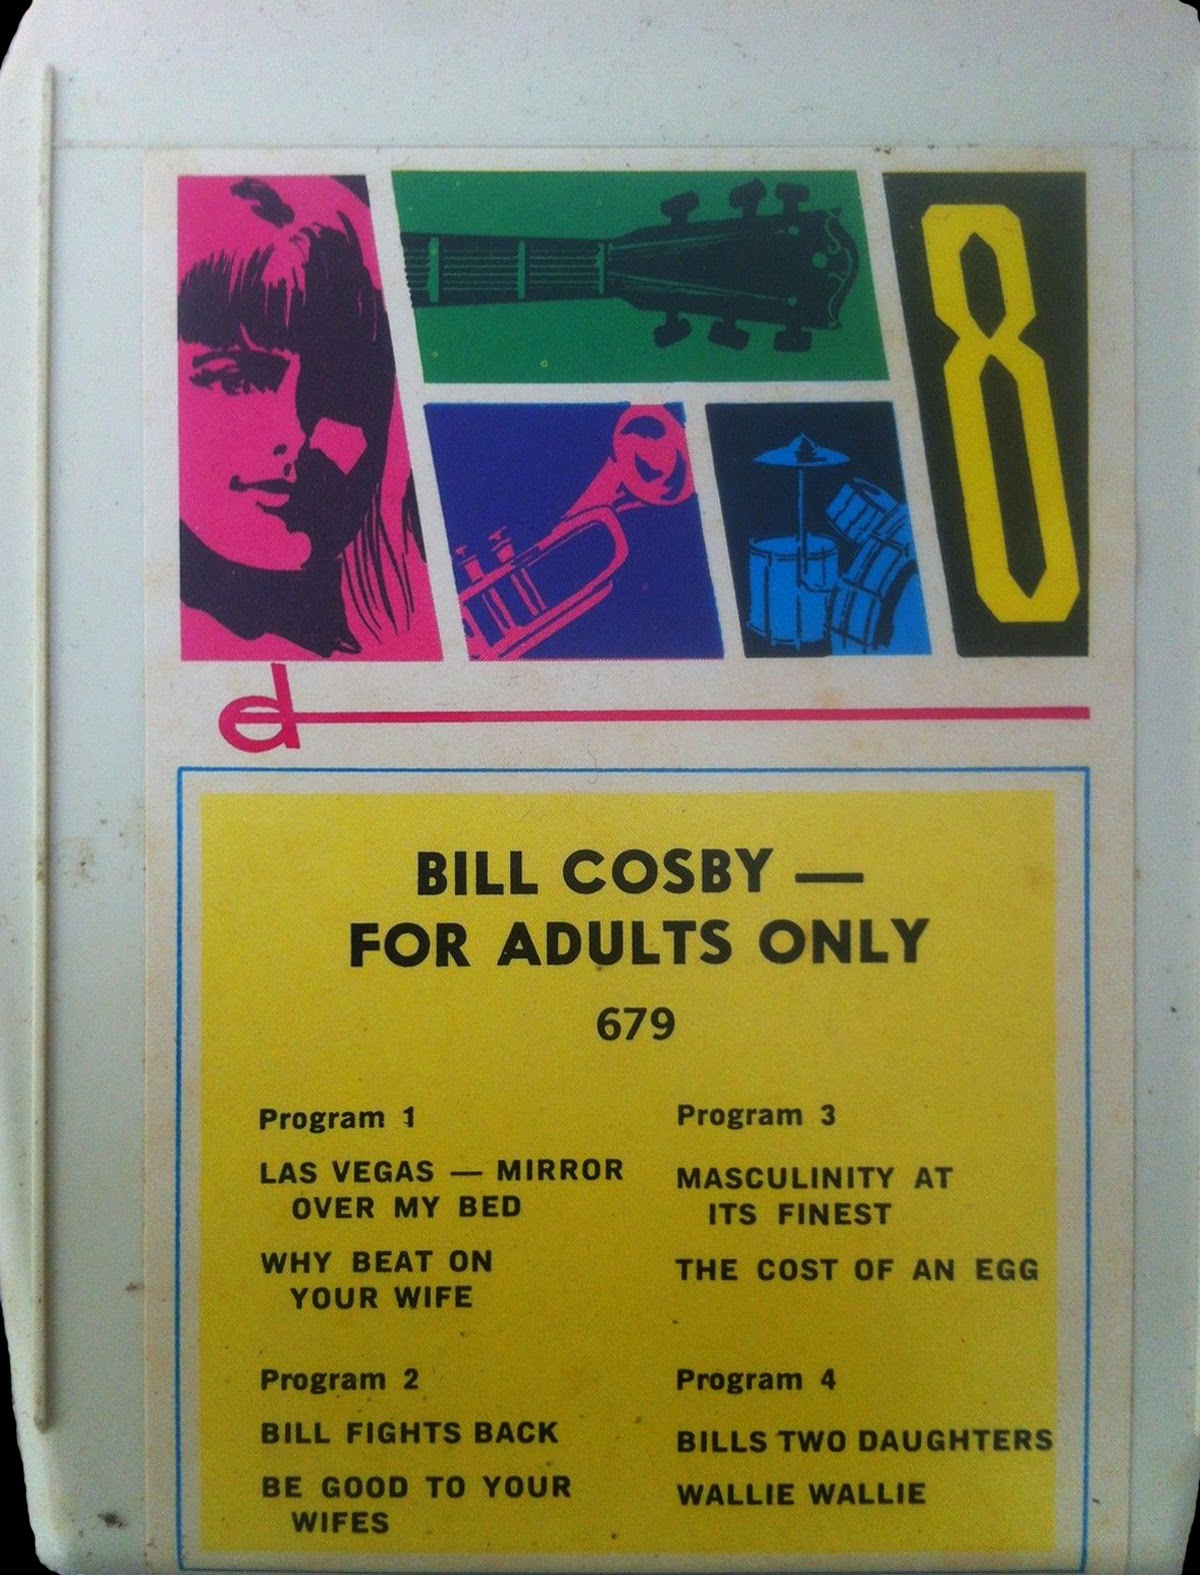 8
d
BILL COSBY —
FOR ADULTS ONLY
679
Program 1
LAS VEGAS — MIRROR
OVER MY BED
WHY BEAT ON
YOUR WIFE
Program 2
BILL FIGHTS BACK
BE GOOD TO YOUR
WIFES
Program 3
MASCULINITY AT
ITS FINEST
THE COST OF AN EGG
Program 4
BILLS TWO DAUGHTERS
WALLIE WALLIE